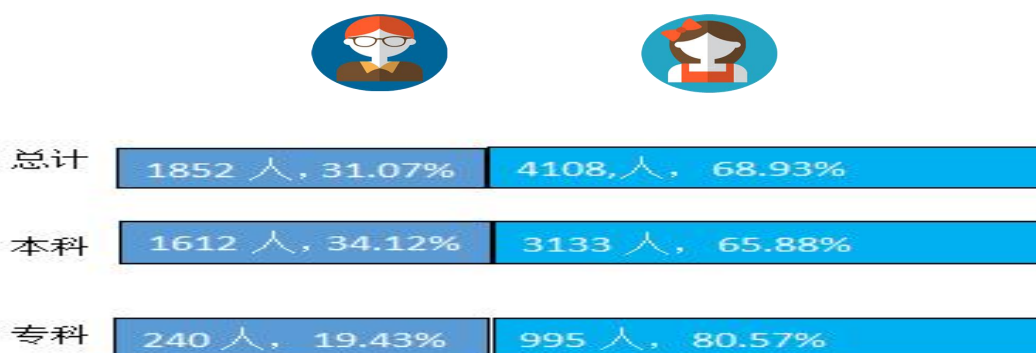 总计 1852 人，31.07% 4108,人， 68.93%
本科 1612 人，34.12% 3133 人， 65.88%
专科 240 人， 19.43% 995 人， 80.57%